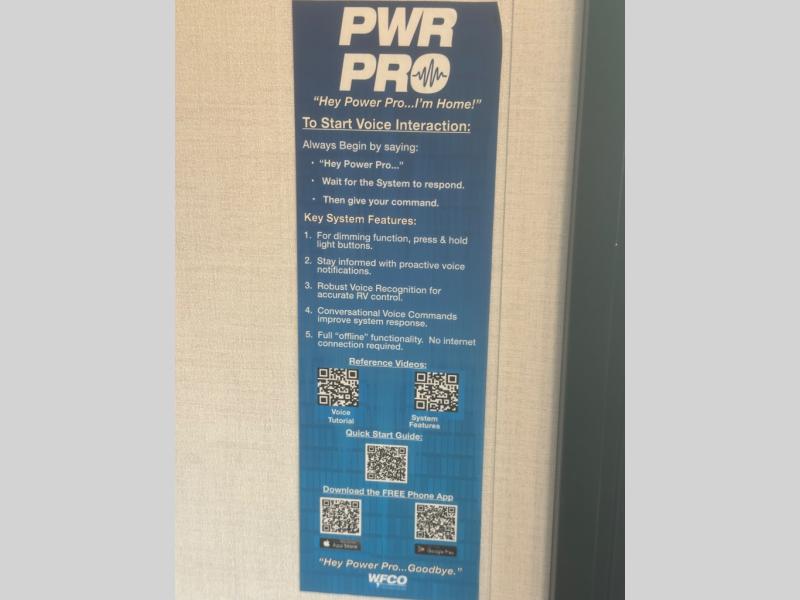 PWR
PRO
"Hey Power Pro...I'm Home!"
To Start Voice Interaction:
Always Begin by saying:
· "Hey Power Pro..."
· Wait for the System to respond.
· Then give your command.
Key System Features:
1. For dimming function, press & hold
light buttons.
2. Stay informed with proactive voice
notifications.
3. Robust Voice Recognition for
accurate RV control.
4. Conversational Voice Commands
improve system response.
5. Full "offline" functionality. No internet
connection required.
Reference Videos:
Voice
Tutorial
System
Features
Quick Start Guide:
Download the FREE Phone App
App Store
Google Play
"Hey Power Pro...Goodbye."
WFCO